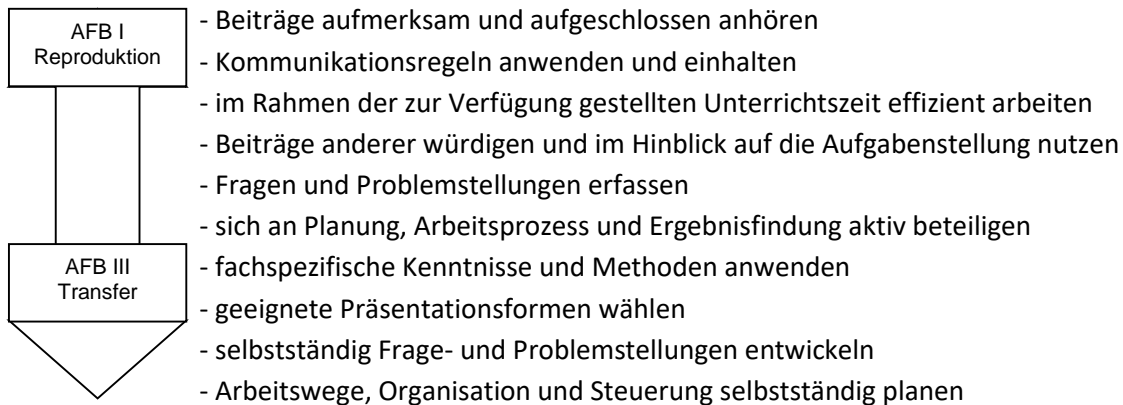 AFB I
Reproduktion
- Beiträge aufmerksam und aufgeschlossen anhören
- Kommunikationsregeln anwenden und einhalten
- im Rahmen der zur Verfügung gestellten Unterrichtszeit effizient arbeiten
- Beiträge anderer würdigen und im Hinblick auf die Aufgabenstellung nutzen
- Fragen und Problemstellungen erfassen
- sich an Planung, Arbeitsprozess und Ergebnisfindung aktiv beteiligen
AFB III
Transfer
- fachspezifische Kenntnisse und Methoden anwenden
- geeignete Präsentationsformen wählen
- selbstständig Frage- und Problemstellungen entwickeln
- Arbeitswege, Organisation und Steuerung selbstständig planen